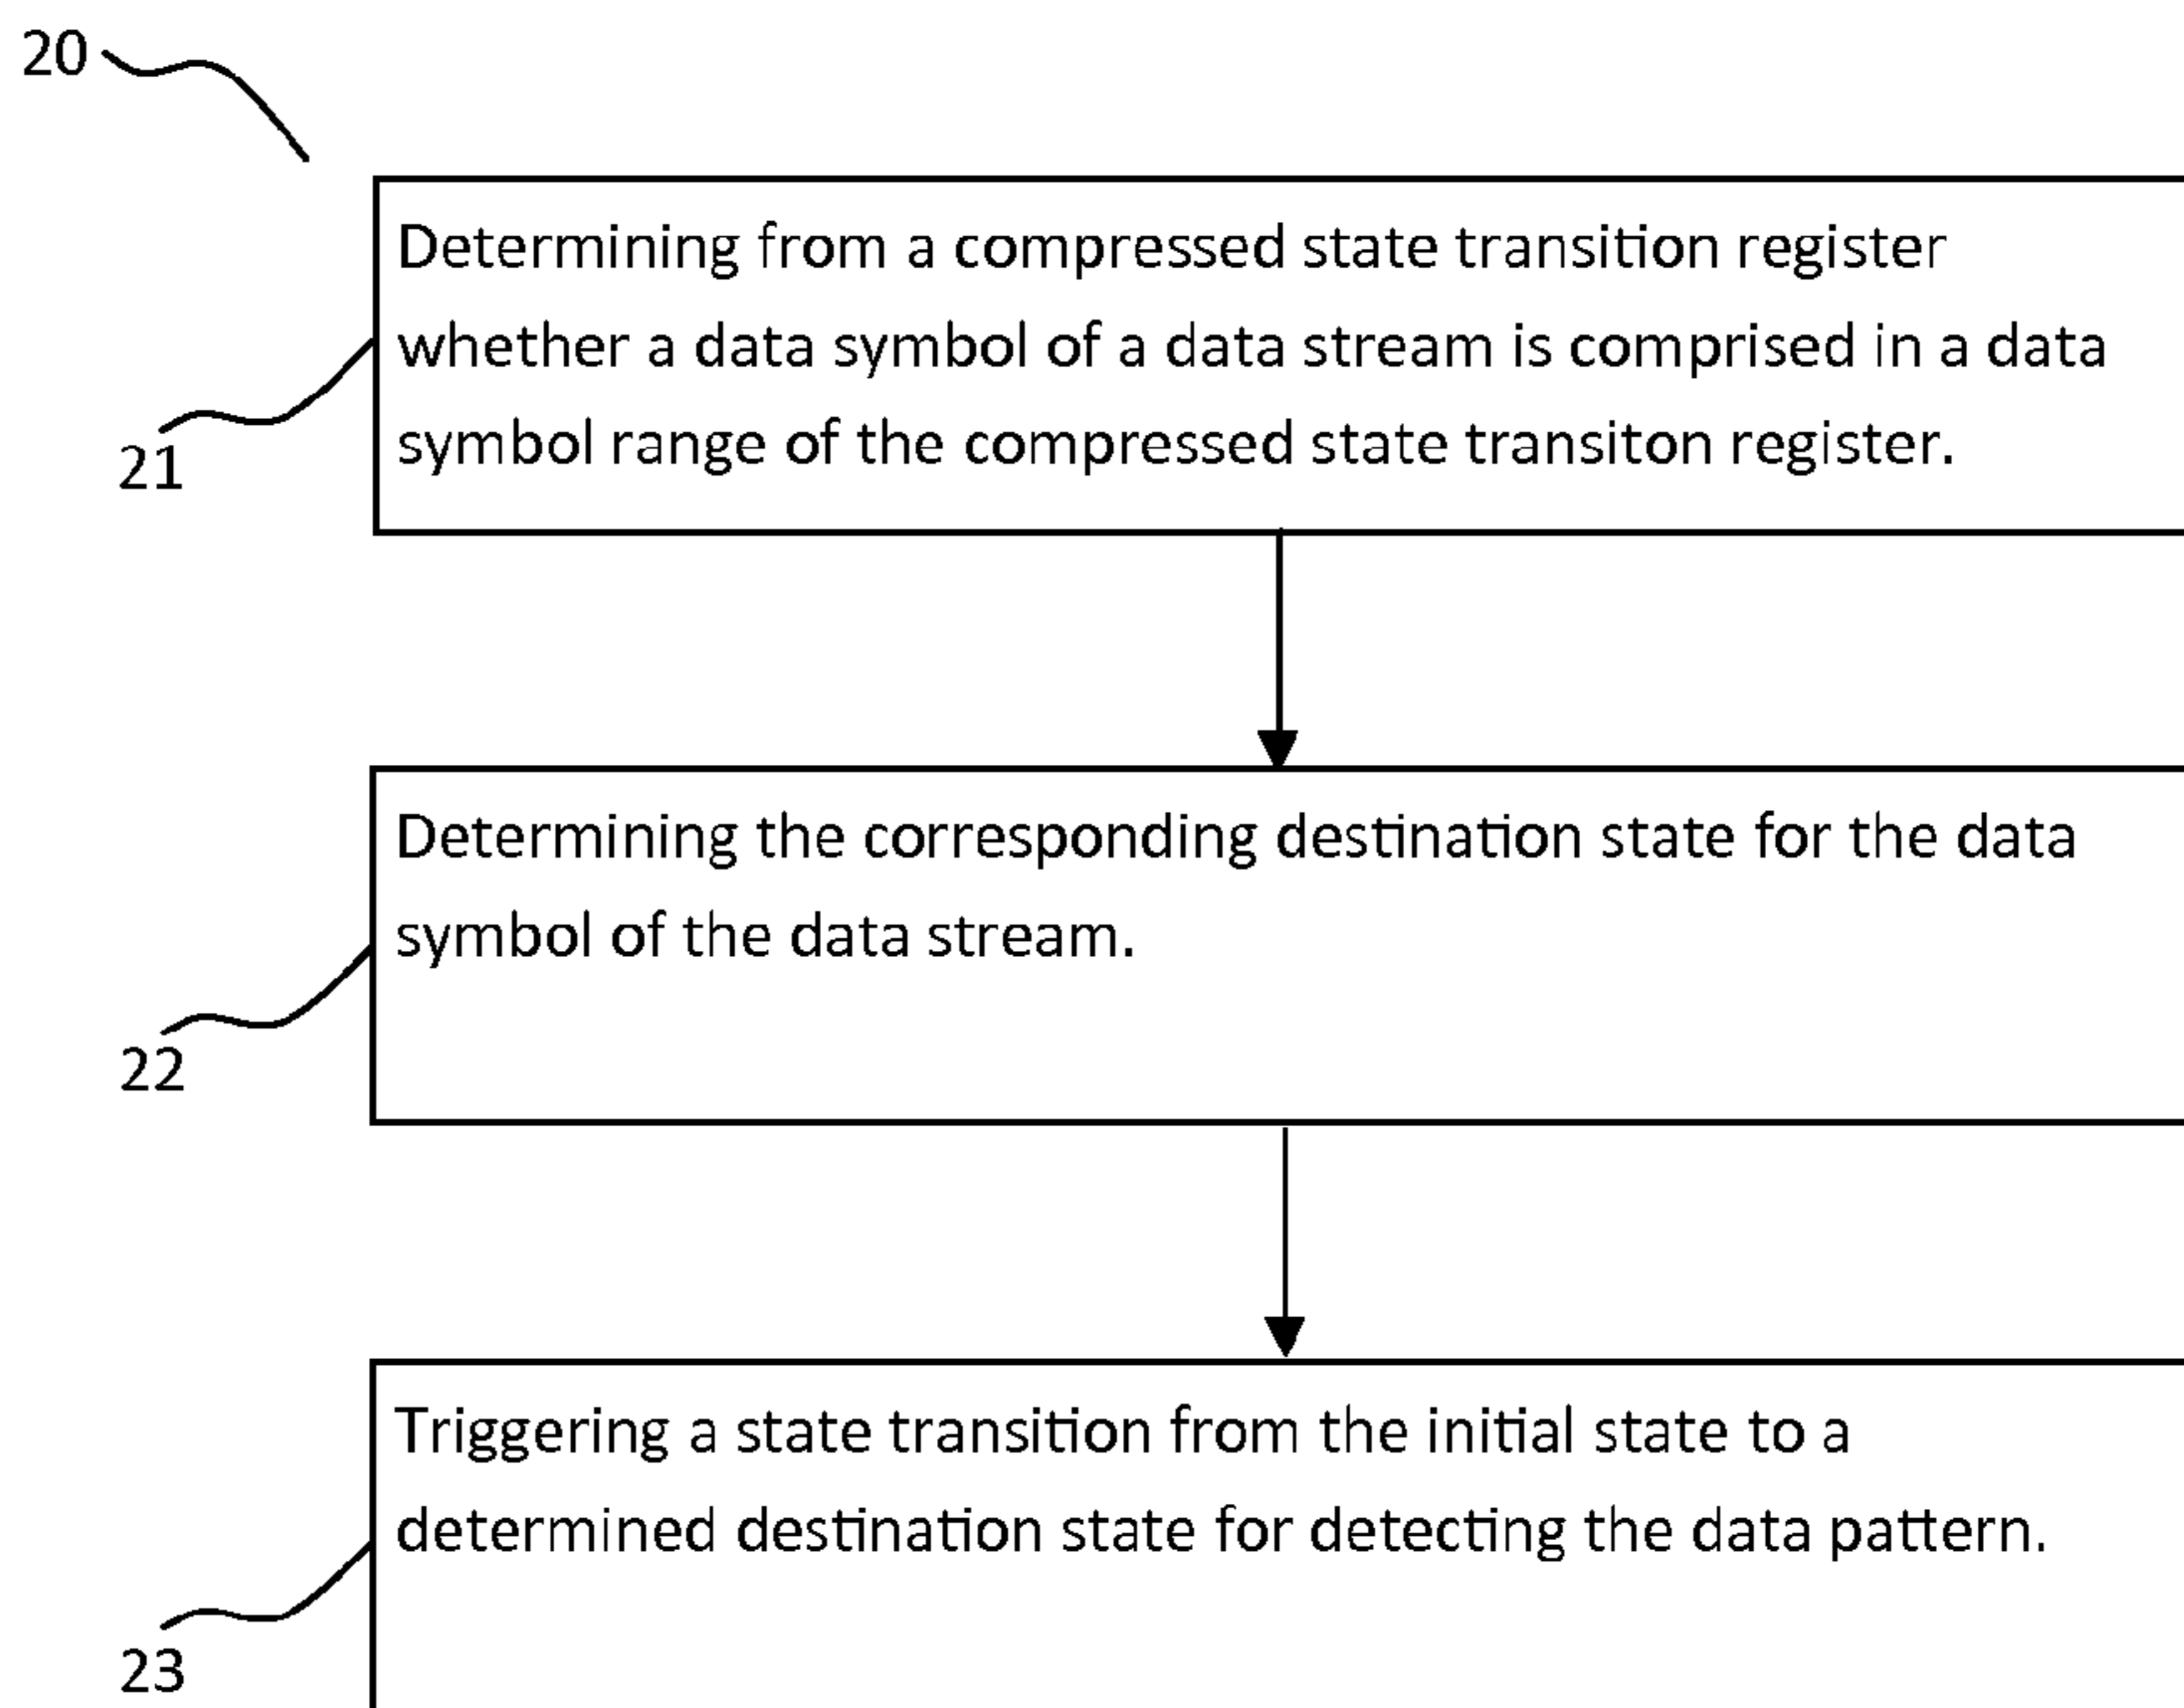 20
Determining from a compressed state transition register
whether a data symbol of a data stream is comprised in a data
symbol range of the compressed state transiton register.
21
Determining the corresponding destination state for the data
symbol of the data stream.
22
Triggering a state transition from the initial state to a
determined destination state for detecting the data pattern.
23